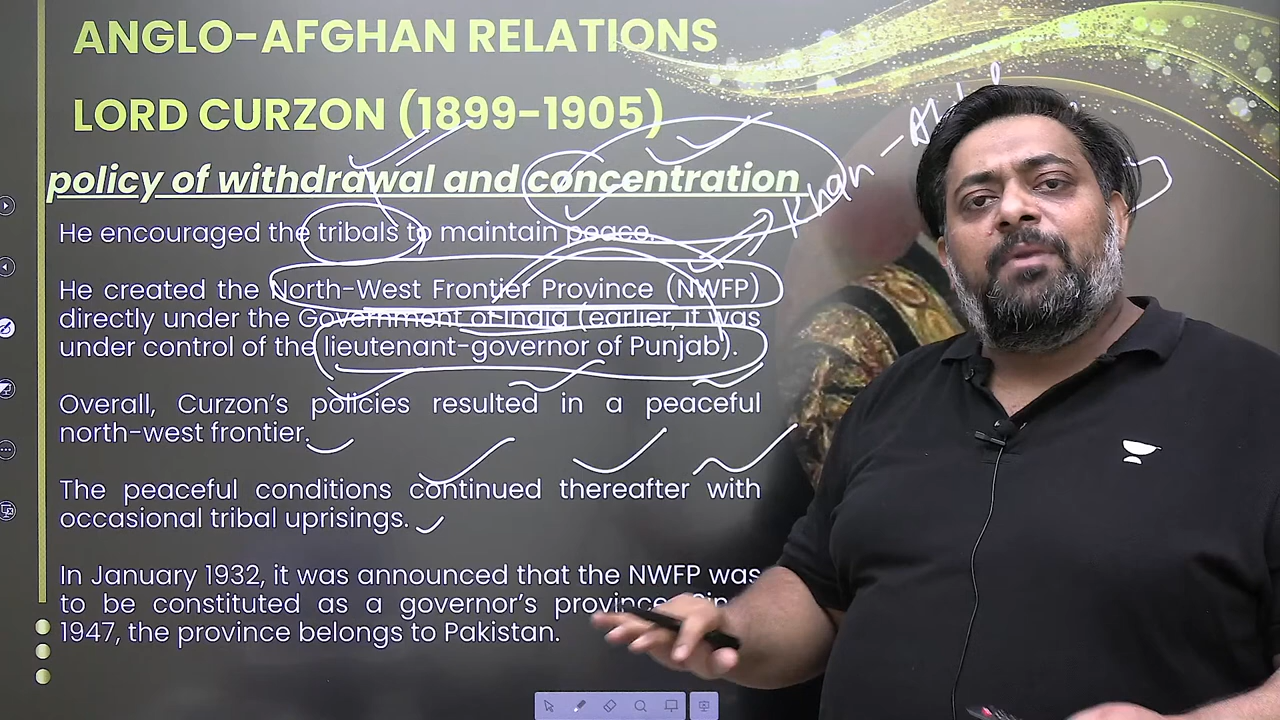 ANGLO-AFGHAN RELATIONS
LORD CURZON (1899-1905)
policy of withdrawal and concentration
He encouraged the tribals to maintain peace.
He created the North-West Frontier Province (NWFP)
directly under the Government of India (earlier, it was
under control of the lieutenant-governor of Punjab).
Overall, Curzon's policies resulted in a peaceful
north-west frontier.
The peaceful conditions continued thereafter with
occasional tribal uprisings.
In January 1932, it was announced that the NWFP was
to be constituted as a governor's province.
1947, the province belongs to Pakistan.
Khan